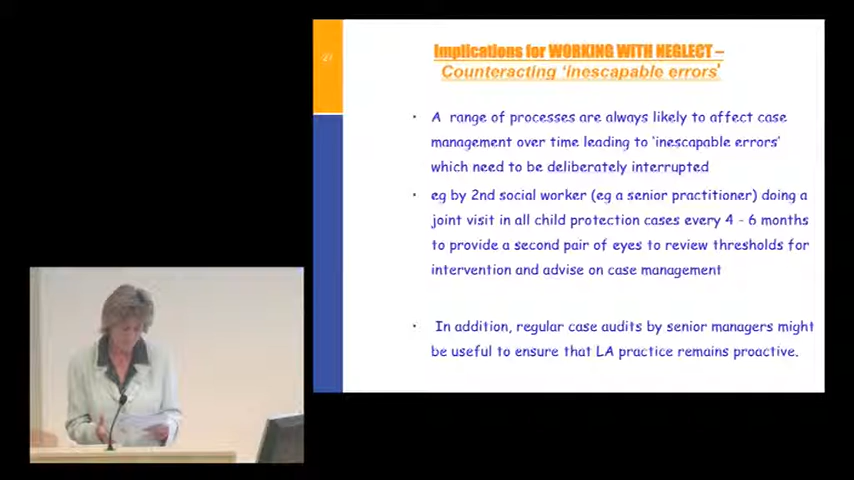 Implications for WORKING WITH NEGLECT –
Counteracting ‘inescapable errors’
• A range of processes are always likely to affect case
management over time leading to ‘inescapable errors’
which need to be deliberately interrupted
• eg by 2nd social worker (eg a senior practitioner) doing a
joint visit in all child protection cases every 4 - 6 months
to provide a second pair of eyes to review thresholds for
intervention and advise on case management
• In addition, regular case audits by senior managers might
be useful to ensure that LA practice remains proactive.